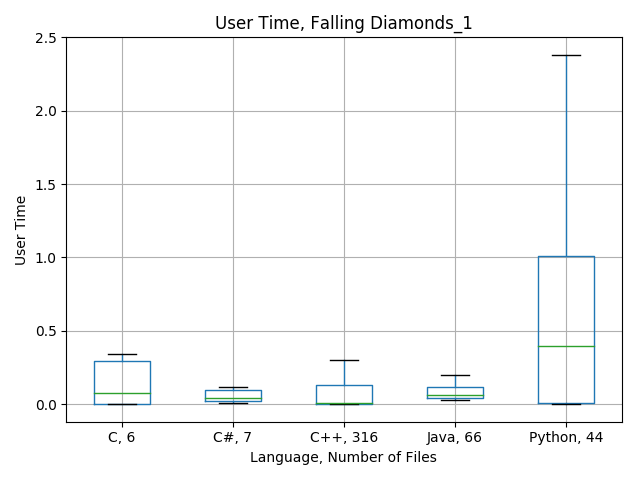 User Time, Falling Diamonds_1
2.5
2.0
1.5
1.0
0.5
0.0
User Time
C, 6
C#, 7
C++, 316
Java, 66
Python, 44
Language, Number of Files